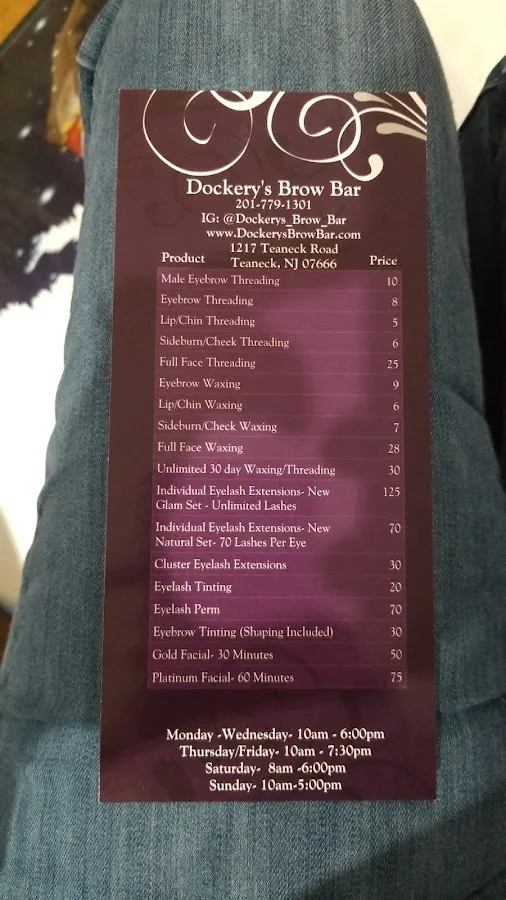 Dockery's Brow Bar
201-779-1301
IG: @Dockerys_Brow_Bar
www.DockerysBrowBar.com
1217 Teaneck Road
Teaneck, NJ 07666
Product Price
Male Eyebrow Threading 10
Eyebrow Threading 8
Lip/Chin Threading 5
Sideburn/Cheek Threading 6
Full Face Threading 25
Eyebrow Waxing 9
Lip/Chin Waxing 6
Sideburn/Check Waxing 7
Full Face Waxing 28
Unlimited 30 day Waxing/Threading 30
Individual Eyelash Extensions- New 125
Glam Set - Unlimited Lashes
Individual Eyelash Extensions- New 70
Natural Set- 70 Lashes Per Eye
Cluster Eyelash Extensions 30
Eyelash Tinting 20
Eyelash Perm 70
Eyebrow Tinting (Shaping Included) 30
Gold Facial- 30 Minutes 50
Platinum Facial- 60 Minutes 75
Monday -Wednesday- 10am - 6:00pm
Thursday/Friday- 10am - 7:30pm
Saturday- 8am -6:00pm
Sunday- 10am-5:00pm